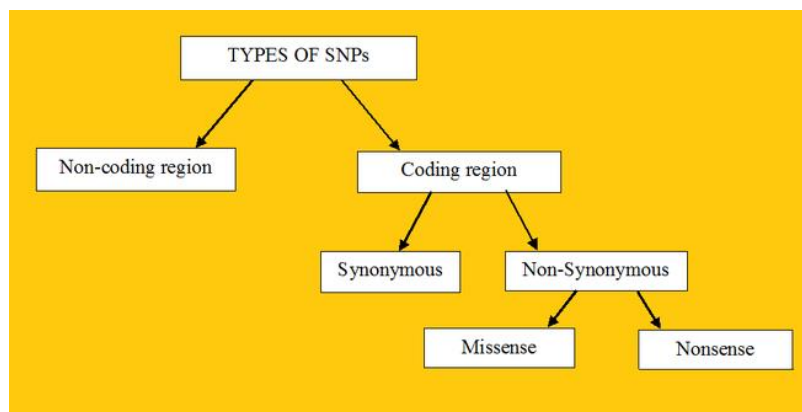 TYPES OF SNPs
Non-coding region
Coding region
Synonymous
Non-Synonymous
Missense
Nonsense